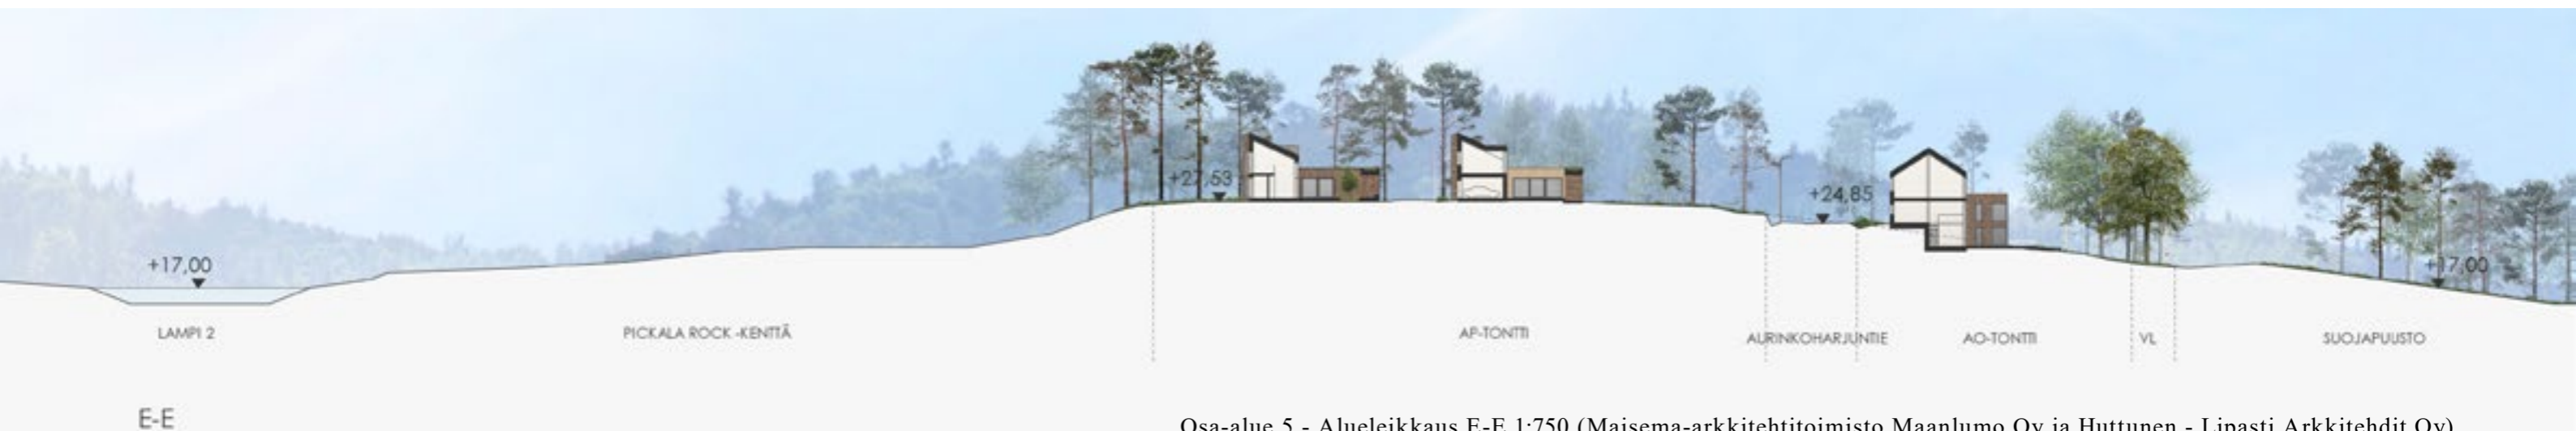 +27,53
+24,85
+17,00
+17,00
LAMPI 2
PICKALA ROCK -KENTTÄ
AP-TONTTI
AURINKOHARJUNTIE
AO-TONTTI
VL
SUOJAPUUSTO
E-E
Osa-alue 5 - Alueleikkaus E-E 1:750 (Maisema-arkkitehtitoimisto Maanlumo Oy ja Huttunen - Lipasti Arkkitehdit Oy)